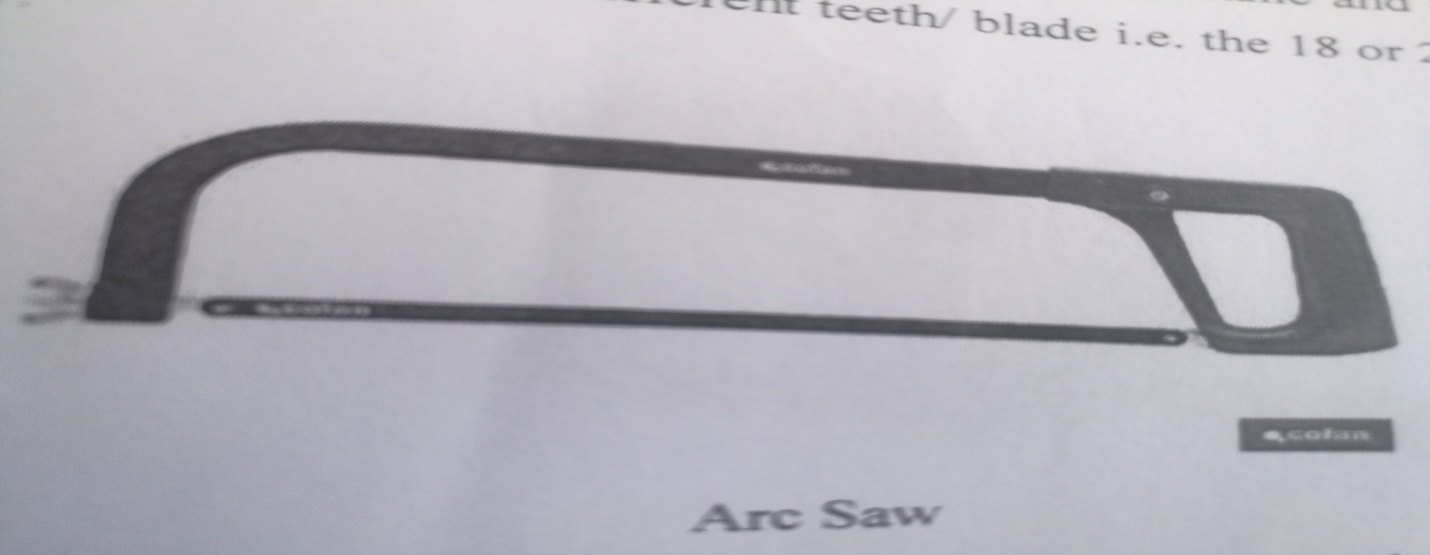 teeth/ blade i.e. the 18 or
cofan
cofan
cofan
Arc Saw